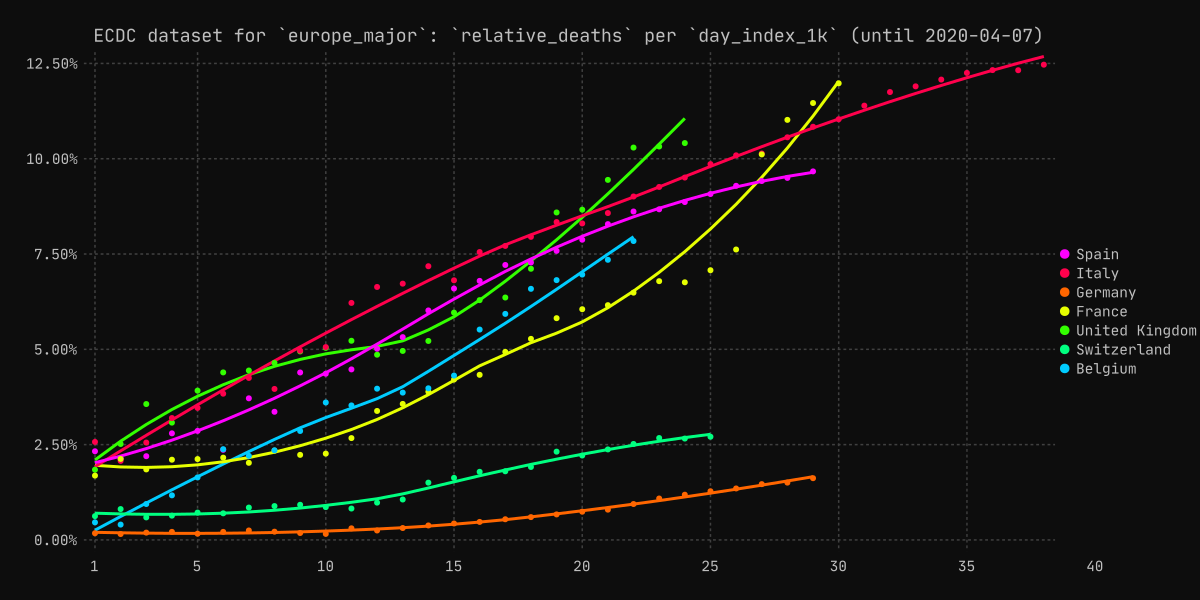 ECDC dataset for `europe_major`: `relative_deaths` per `day_index_1k` (until 2020-04-07)
12.50%
10.00%
7.50%
5.00%
2.50%
0.00%
1 5 10 15 20 25 30 35 40
Spain
Italy
Germany
France
United Kingdom
Switzerland
Belgium